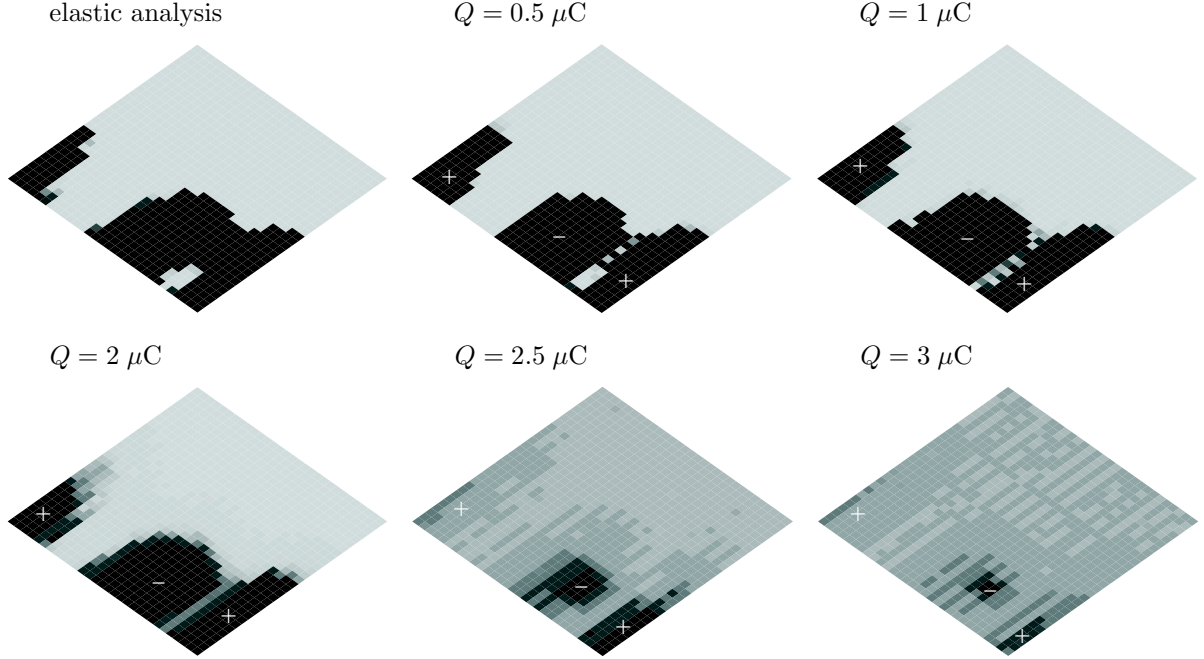 elastic analysis
Q = 0.5 μC
Q = 1 μC
+
−
+
+
−
+
Q = 2 μC
Q = 2.5 μC
Q = 3 μC
+
−
+
+
−
+
+
−
+